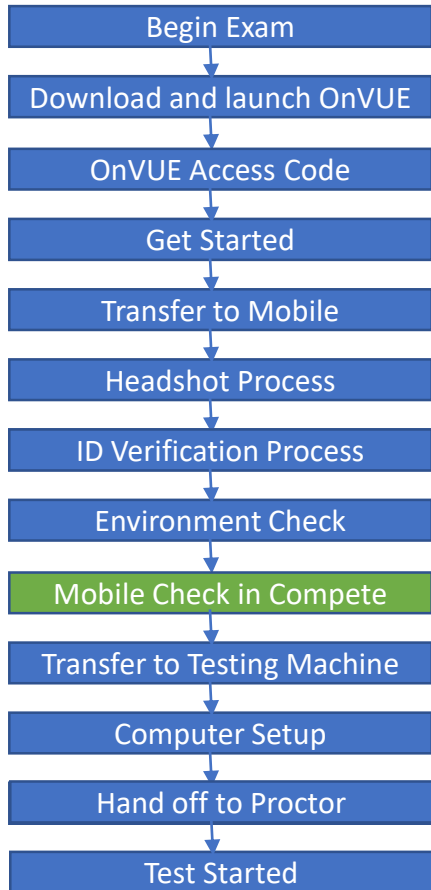 Begin Exam
Download and launch OnVUE
OnVUE Access Code
Get Started
Transfer to Mobile
Headshot Process
ID Verification Process
Environment Check
Mobile Check in Compete
Transfer to Testing Machine
Computer Setup
Hand off to Proctor
Test Started